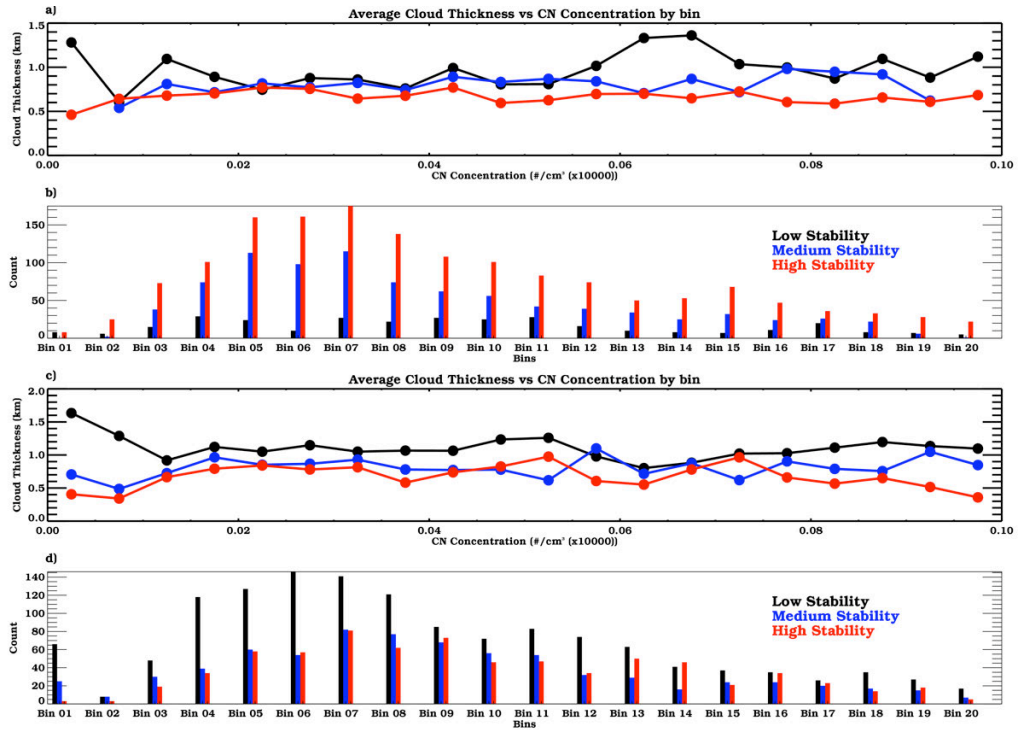 a)
Average Cloud Thickness vs CN Concentration by bin
Cloud Thickness (km)
1.5
1.0
0.5
0.0
0.00 0.02 0.04 0.06 0.08 0.10
CN Concentration (#/cm³ (x10000))
b)
Count
150
100
50
0
Low Stability
Medium Stability
High Stability
Bin 01 Bin 02 Bin 03 Bin 04 Bin 05 Bin 06 Bin 07 Bin 08 Bin 09 Bin 10 Bin 11 Bin 12 Bin 13 Bin 14 Bin 15 Bin 16 Bin 17 Bin 18 Bin 19 Bin 20
Bins
c)
Average Cloud Thickness vs CN Concentration by bin
Cloud Thickness (km)
2.0
1.5
1.0
0.5
0.0
0.00 0.02 0.04 0.06 0.08 0.10
CN Concentration (#/cm³ (x10000))
d)
Count
140
120
100
80
60
40
20
Low Stability
Medium Stability
High Stability
Bin 01 Bin 02 Bin 03 Bin 04 Bin 05 Bin 06 Bin 07 Bin 08 Bin 09 Bin 10 Bin 11 Bin 12 Bin 13 Bin 14 Bin 15 Bin 16 Bin 17 Bin 18 Bin 19 Bin 20
Bins